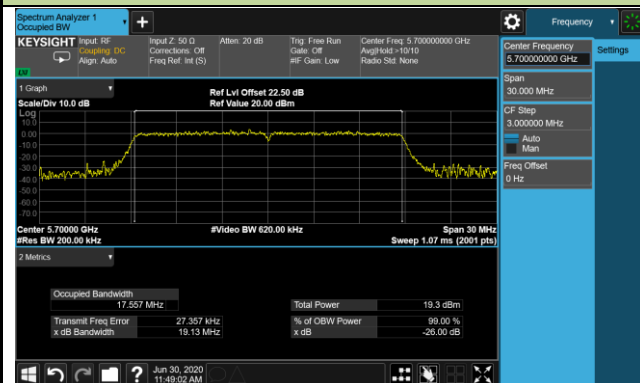 Spectrum Analyzer 1
Occupied BW
Frequency
KEYSIGHT
Input: RF
Coupling: DC
Align: Auto
Input Z: 50 Ω
Corrections: Off
Freq Ref: Int (S)
Atten: 20 dB
Trig: Free Run
Gate: Off
#IF Gain: Low
Center Freq: 5.700000000 GHz
Avg|Hold:>10/10
Radio Std: None
Center Frequency
5.700000000 GHz
Settings
Span
30.000 MHz
CF Step
3.000000 MHz
Auto
Man
Freq Offset
0 Hz
1 Graph
Scale/Div 10.0 dB
Ref Lvl Offset 22.50 dB
Ref Value 20.00 dBm
Log
10.0
0.00
-10.0
-20.0
-30.0
-40.0
-50.0
-60.0
-70.0
Center 5.70000 GHz
#Res BW 200.00 kHz
#Video BW 620.00 kHz
Span 30 MHz
Sweep 1.07 ms (2001 pts)
2 Metrics
Occupied Bandwidth
17.557 MHz
Total Power 19.3 dBm
Transmit Freq Error 27.357 kHz
% of OBW Power 99.00 %
x dB Bandwidth 19.13 MHz
x dB -26.00 dB
Jun 30, 2020
11:49:02 AM